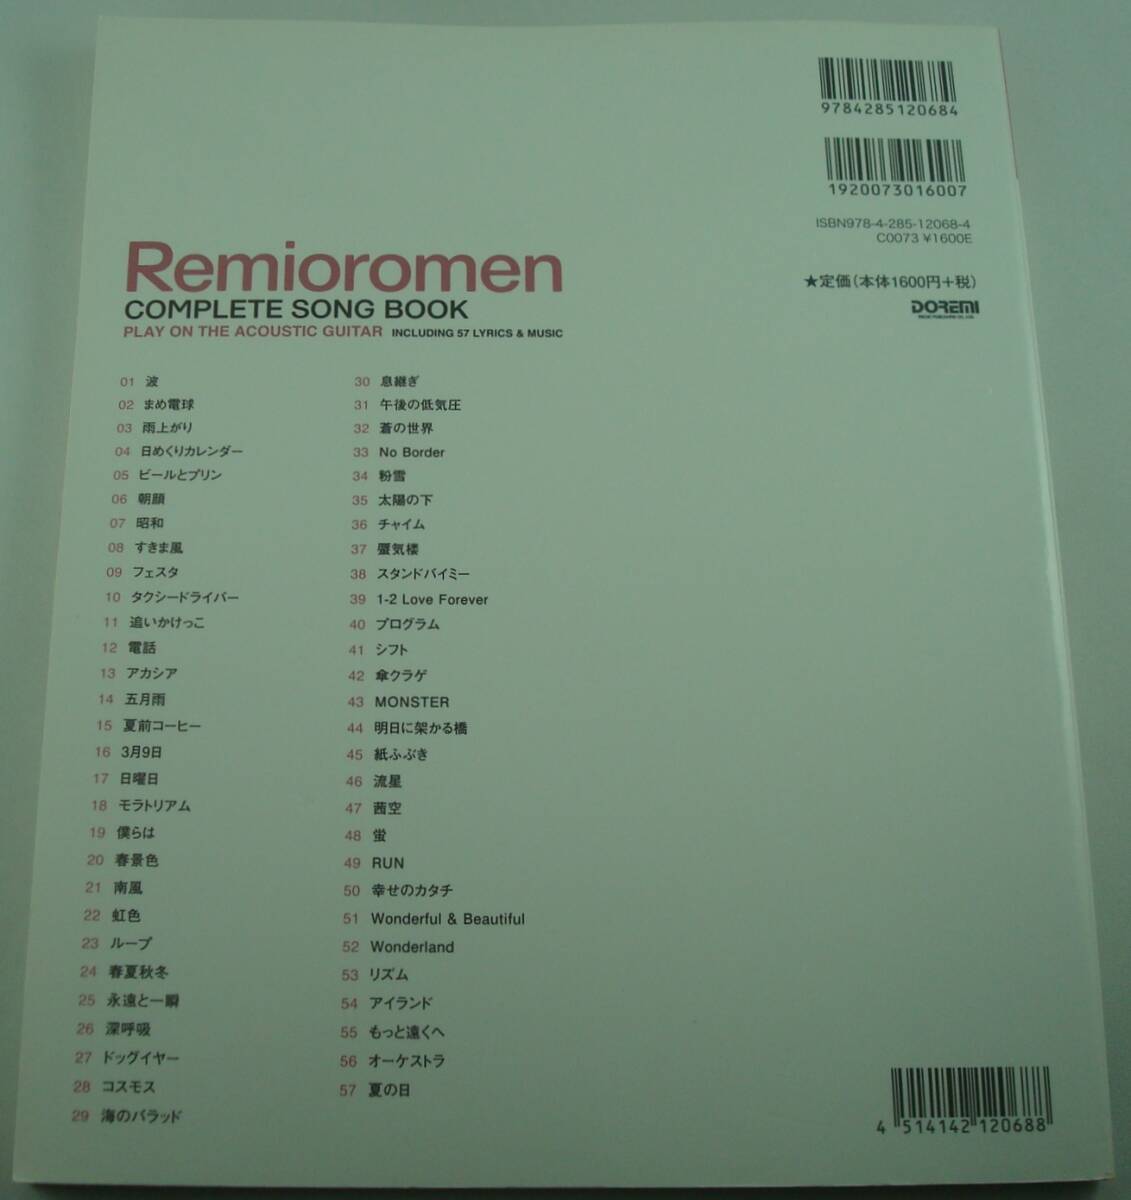 9784285120684
1920073016007
ISBN978-4-285-12068-4
C0073 ¥1600E
★定価(本体1600円+税)
DOREMI
Remioromen
COMPLETE SONG BOOK
PLAY ON THE ACOUSTIC GUITAR INCLUDING 57 LYRICS & MUSIC
01 波
02 まめ電球
03 雨上がり
04 日めくりカレンダー
05 ビールとプリン
06 朝顔
07 昭和
08 すきま風
09 フェスタ
10 タクシードライバー
11 追いかけっこ
12 電話
13 アカシア
14 五月雨
15 夏前コーヒー
16 3月9日
17 日曜日
18 モラトリアム
19 僕らは
20 春景色
21 南風
22 虹色
23 ループ
24 春夏秋冬
25 永遠と一瞬
26 深呼吸
27 ドッグイヤー
28 コスモス
29 海のバラッド
30 息継ぎ
31 午後の低気圧
32 蒼の世界
33 No Border
34 粉雪
35 太陽の下
36 チャイム
37 蜃気楼
38 スタンドバイミー
39 1-2 Love Forever
40 プログラム
41 シフト
42 傘クラゲ
43 MONSTER
44 明日に架かる橋
45 紙ふぶき
46 流星
47 茜空
48 蛍
49 RUN
50 幸せのカタチ
51 Wonderful & Beautiful
52 Wonderland
53 リズム
54 アイランド
55 もっと遠くへ
56 オーケストラ
57 夏の日
4 514142 120688